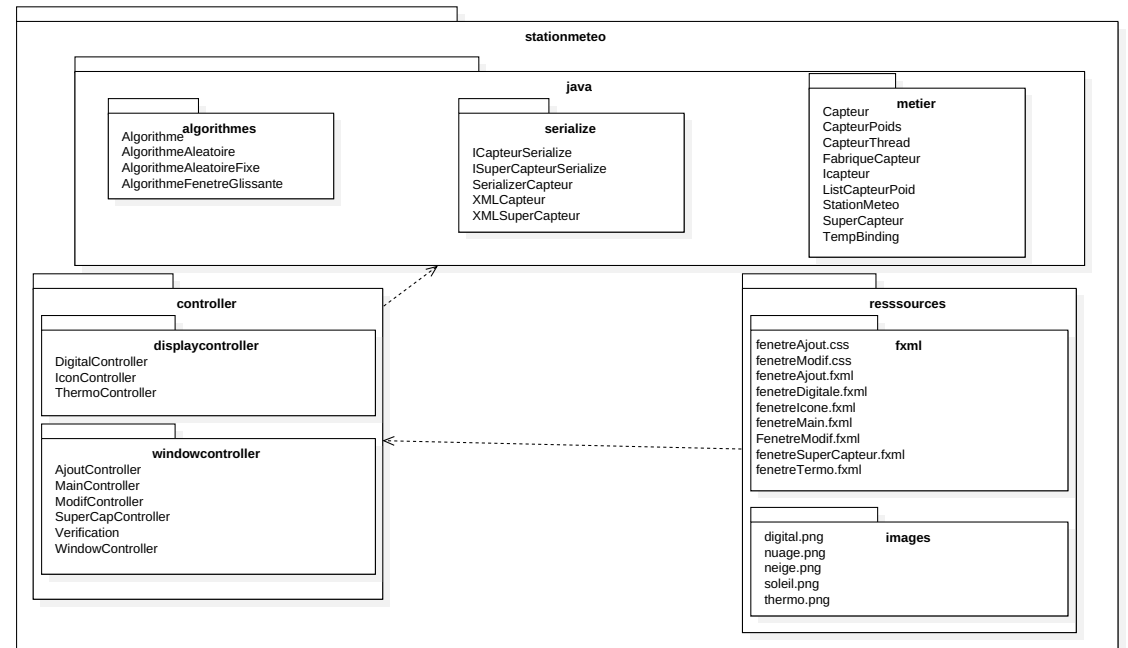 stationmeteo
java
algorithmes
Algorithme
AlgorithmeAleatoire
AlgorithmeAleatoireFixe
AlgorithmeFenetreGlissante
serialize
ICapteurSerialize
ISuperCapteurSerialize
SerializerCapteur
XMLCapteur
XMLSuperCapteur
metier
Capteur
CapteurPoids
CapteurThread
FabriqueCapteur
Icapteur
ListCapteurPoid
StationMeteo
SuperCapteur
TempBinding
controller
displaycontroller
DigitalController
IconController
ThermoController
windowcontroller
AjoutController
MainController
ModifController
SuperCapController
Verification
WindowController
resssources
fxml
fenetreAjout.css
fenetreModif.css
fenetreAjout.fxml
fenetreDigitale.fxml
fenetreIcone.fxml
fenetreMain.fxml
FenetreModif.fxml
fenetreSuperCapteur.fxml
fenetreTermo.fxml
images
digital.png
nuage.png
neige.png
soleil.png
thermo.png